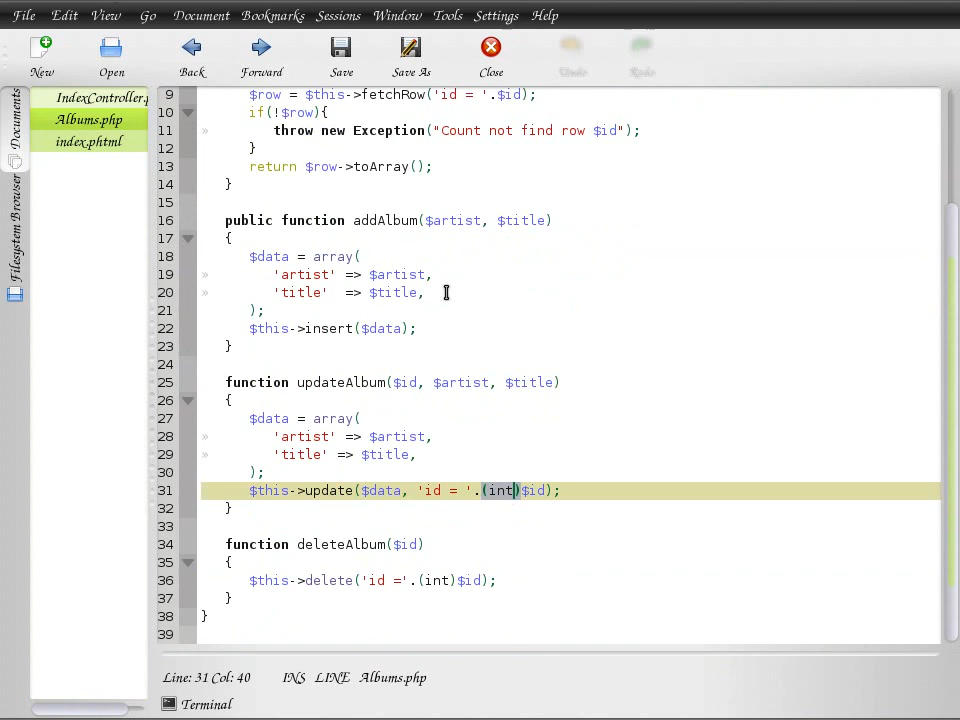 File Edit View Go Document Bookmarks Sessions Window Tools Settings Help
New Open Back Forward Save Save As Close Undo Redo
Documents
Filesystem Browser
IndexController.p
Albums.php
index.phtml
9 $row = $this->fetchRow('id = '.$id);
10 if(!$row){
11 » throw new Exception("Count not find row $id");
12 }
13 return $row->toArray();
14 }
15
16 public function addAlbum($artist, $title)
17 {
18 $data = array(
19 » 'artist' => $artist,
20 » 'title' => $title,
21 );
22 $this->insert($data);
23 }
24
25 function updateAlbum($id, $artist, $title)
26 {
27 $data = array(
28 » 'artist' => $artist,
29 » 'title' => $title,
30 );
31 $this->update($data, 'id = '.(int)$id);
32 }
33
34 function deleteAlbum($id)
35 {
36 $this->delete('id ='.(int)$id);
37 }
38 }
39
Line: 31 Col: 40 INS LINE Albums.php
Terminal